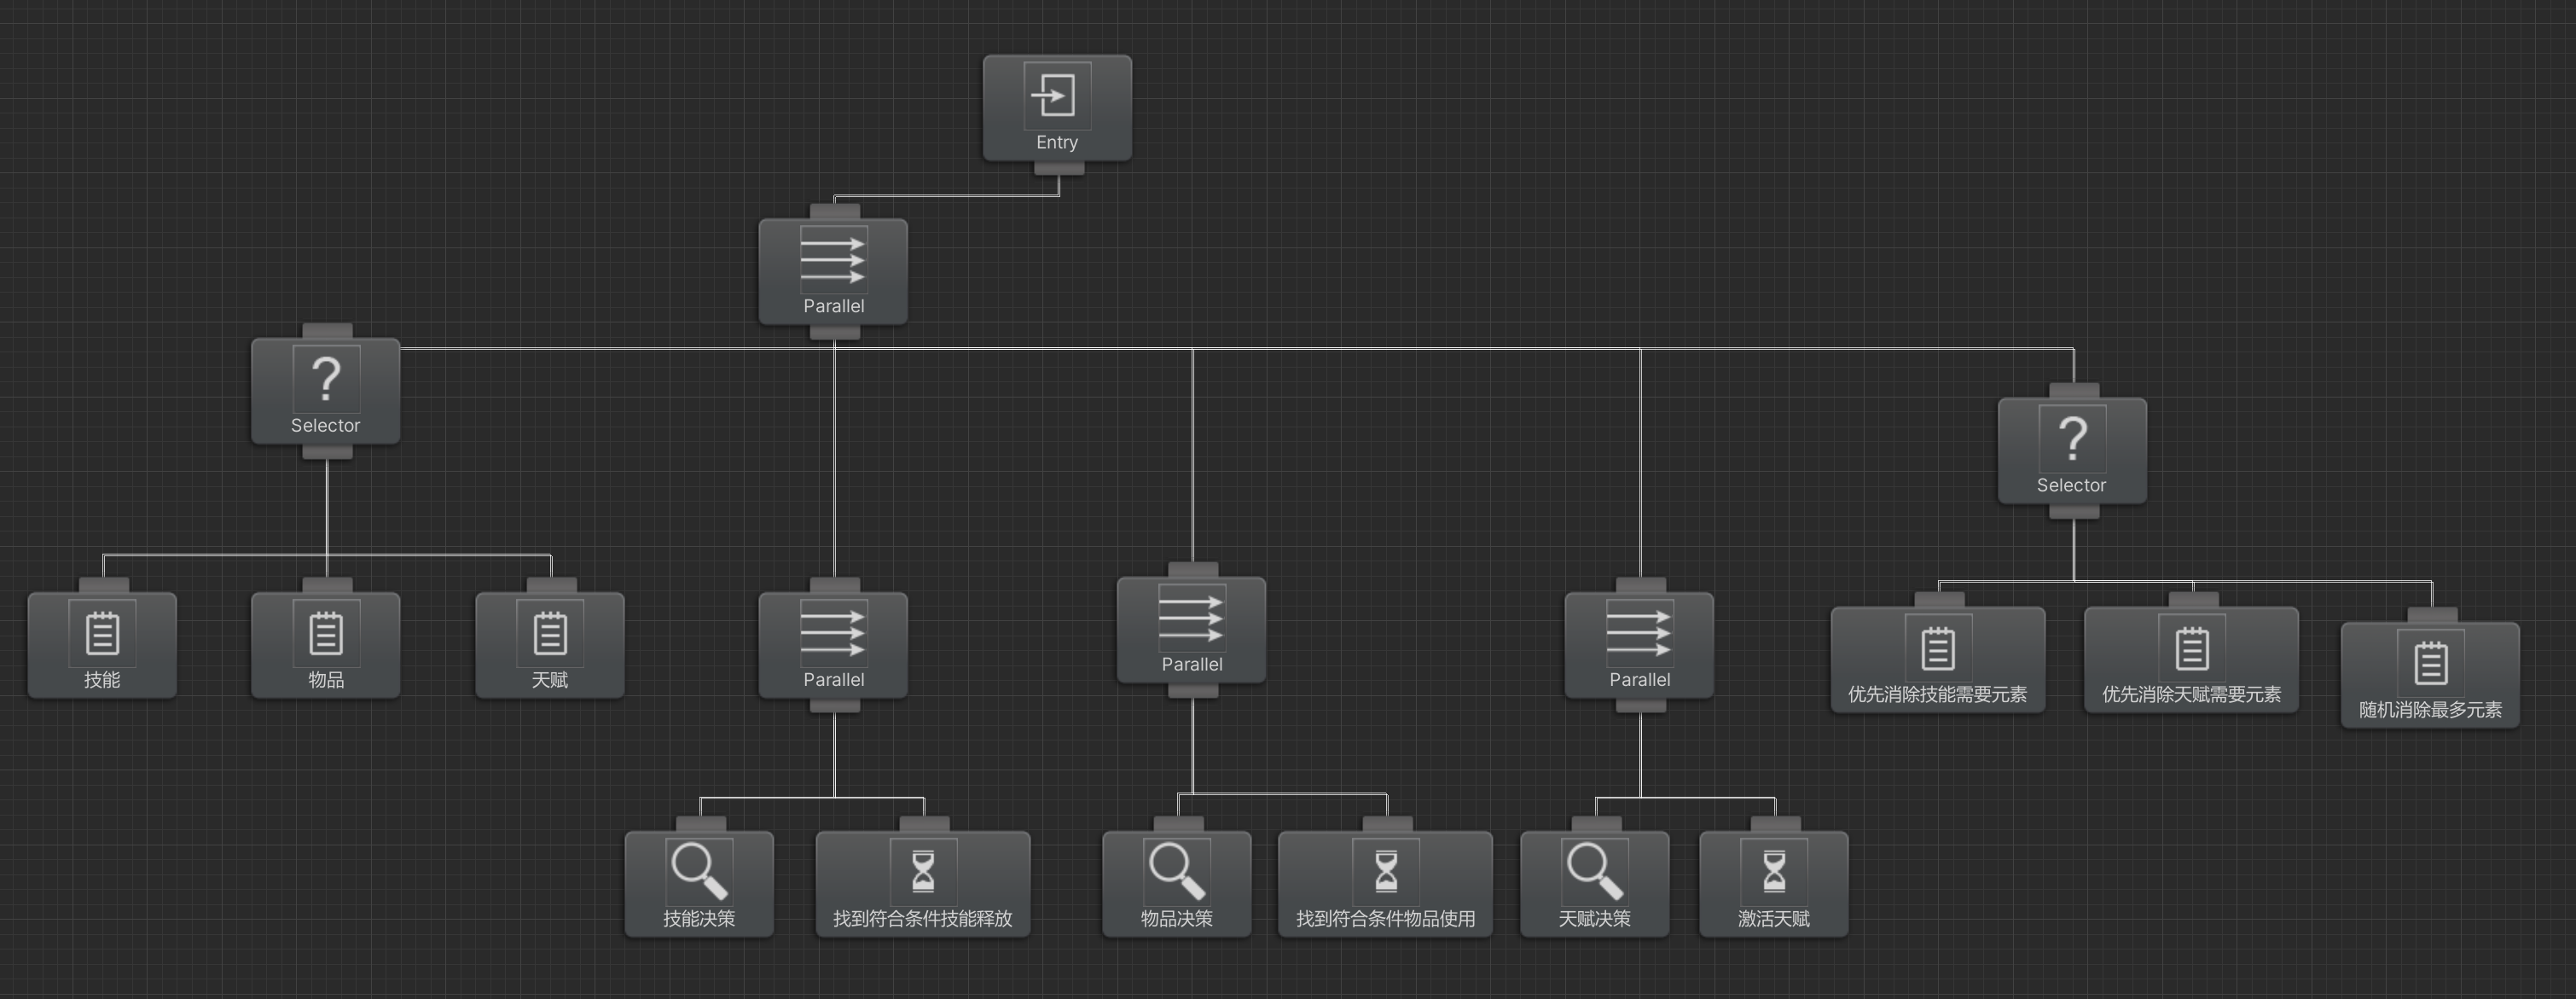 Entry
Parallel
Selector
Selector
技能
物品
天赋
Parallel
Parallel
Parallel
优先消除技能需要元素
优先消除天赋需要元素
随机消除最多元素
技能决策
找到符合条件技能释放
物品决策
找到符合条件物品使用
天赋决策
激活天赋